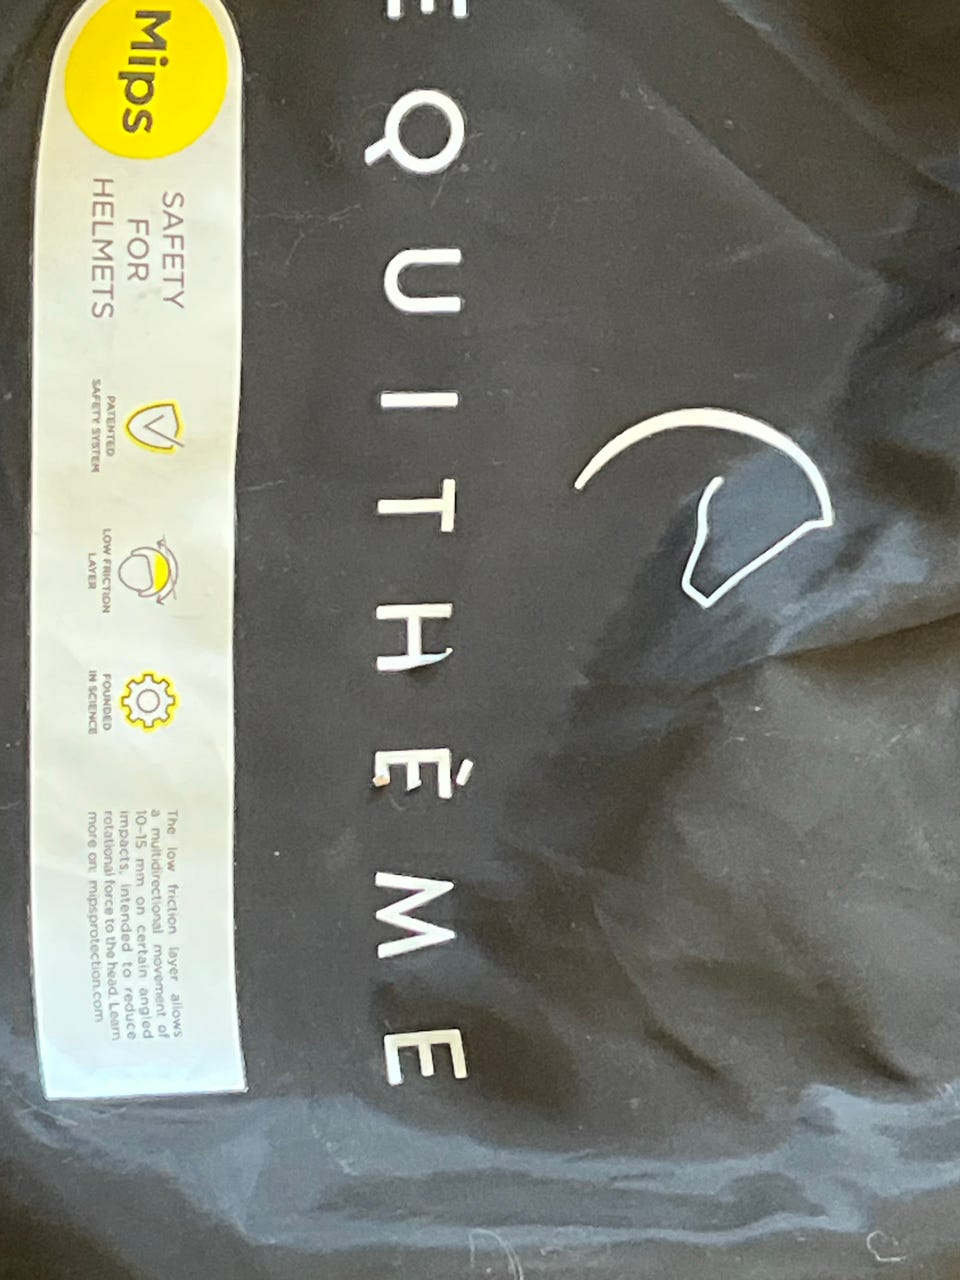 EQUITHÉME
Mips
SAFETY
FOR
HELMETS
PATENTED
SAFETY SYSTEM
LOW FRICTION
LAYER
FOUNDED
IN SCIENCE
The low friction layer allows
a multidirectional movement of
10-15 mm on certain angled
impacts, intended to reduce
rotational force to the head. Learn
more on: mipsprotection.com